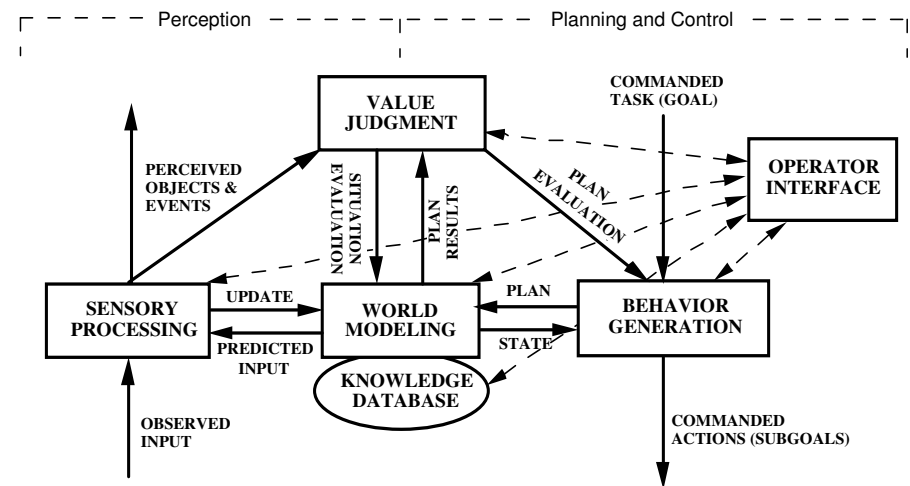 Perception
Planning and Control
VALUE
JUDGMENT
COMMANDED
TASK (GOAL)
OPERATOR
INTERFACE
PERCEIVED
OBJECTS &
EVENTS
SITUATION
EVALUATION
PLAN
RESULTS
PLAN
EVALUATION
SENSORY
PROCESSING
UPDATE
PREDICTED
INPUT
WORLD
MODELING
PLAN
STATE
BEHAVIOR
GENERATION
KNOWLEDGE
DATABASE
OBSERVED
INPUT
COMMANDED
ACTIONS (SUBGOALS)